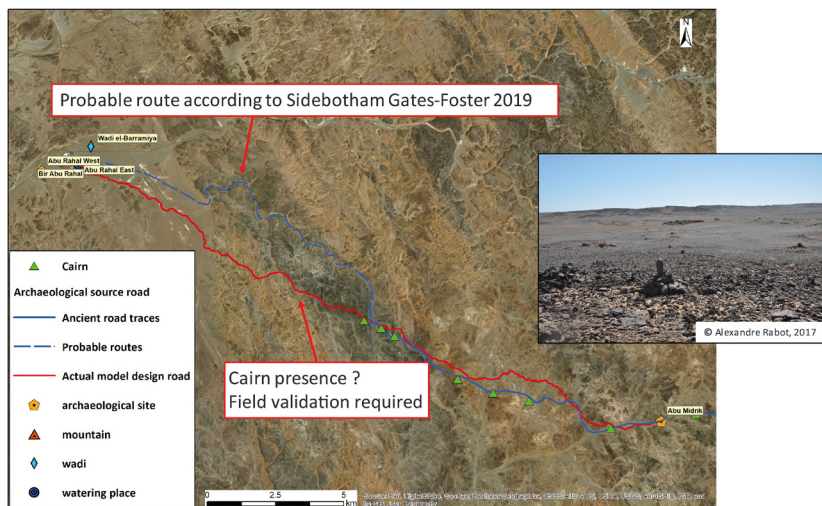 N
Probable route according to Sidebotham Gates-Foster 2019
Wadi el-Barramiya
Abu Rahal West
Abu Rahal East
Bir Abu Rahal
© Alexandre Rabot, 2017
Cairn
Archaeological source road
Ancient road traces
Probable routes
Actual model design road
archaeological site
mountain
wadi
watering place
Cairn presence ?
Field validation required
Abu Midrik
0 2.5 5
km